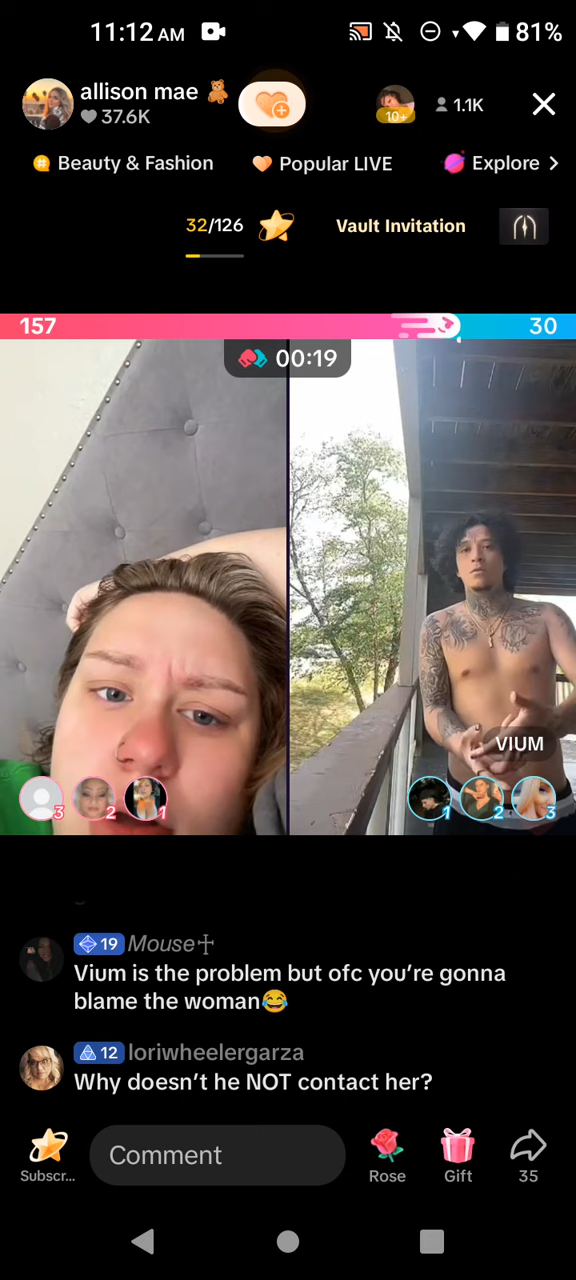 11:12 AM
81%
allison mae 🧸
37.6K
10+
1.1K
Beauty & Fashion
Popular LIVE
Explore >
32/126
Vault Invitation
157
30
00:19
VIUM
3
2
1
1
2
3
19 Mouse☩
Vium is the problem but ofc you're gonna
blame the woman😂
12 loriwheelergarza
Why doesn't he NOT contact her?
Subscr...
Comment
Rose
Gift
35